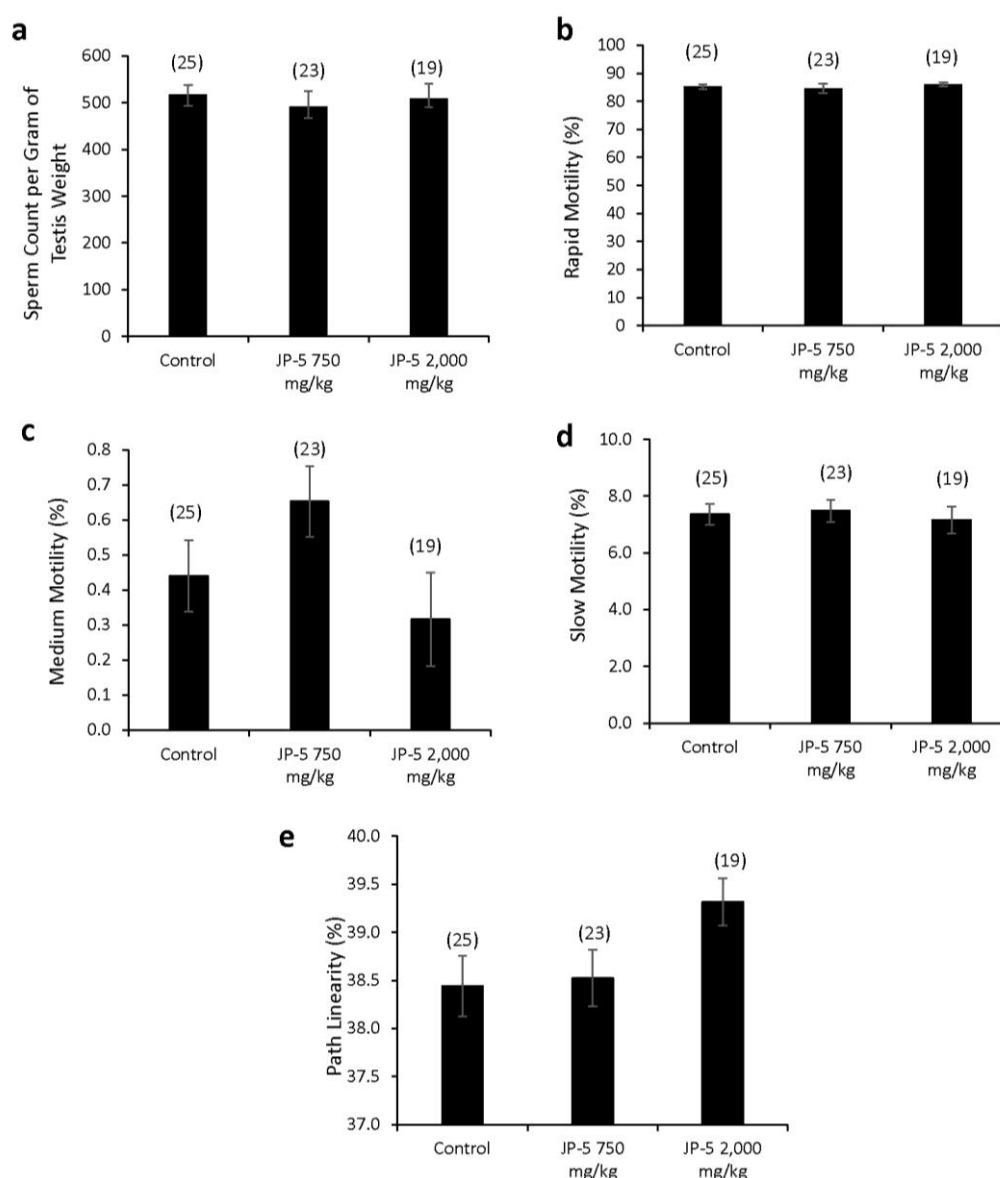 a
Sperm Count per Gram of
Testis Weight
600
500
400
300
200
100
0
(25)
(23)
(19)
Control
JP-5 750
mg/kg
JP-5 2,000
mg/kg
b
Rapid Motility (%)
100
90
80
70
60
50
40
30
20
10
0
(25)
(23)
(19)
Control
JP-5 750
mg/kg
JP-5 2,000
mg/kg
c
Medium Motility (%)
0.8
0.7
0.6
0.5
0.4
0.3
0.2
0.1
0.0
(25)
(23)
(19)
Control
JP-5 750
mg/kg
JP-5 2,000
mg/kg
d
Slow Motility (%)
10.0
8.0
6.0
4.0
2.0
0.0
(25)
(23)
(19)
Control
JP-5 750
mg/kg
JP-5 2,000
mg/kg
e
Path Linearity (%)
40.0
39.5
39.0
38.5
38.0
37.5
37.0
(25)
(23)
(19)
Control
JP-5 750
mg/kg
JP-5 2,000
mg/kg